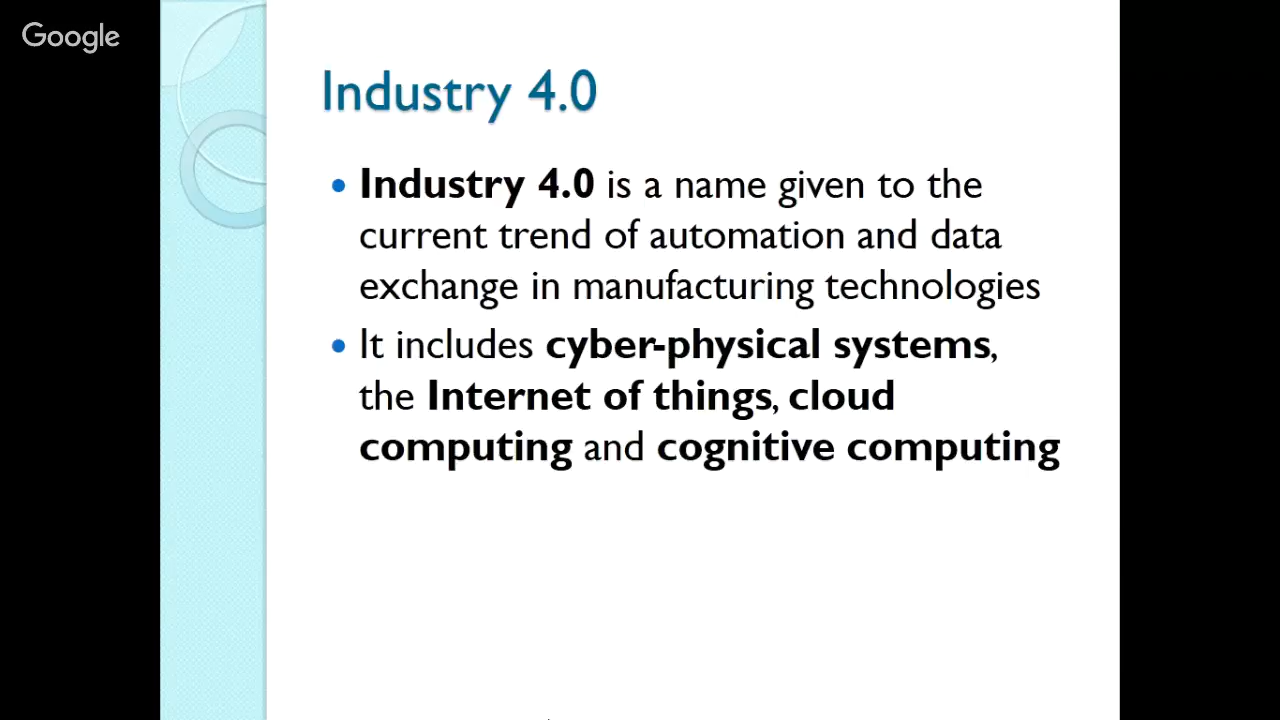 Google
Industry 4.0
• Industry 4.0 is a name given to the
current trend of automation and data
exchange in manufacturing technologies
• It includes cyber-physical systems,
the Internet of things, cloud
computing and cognitive computing